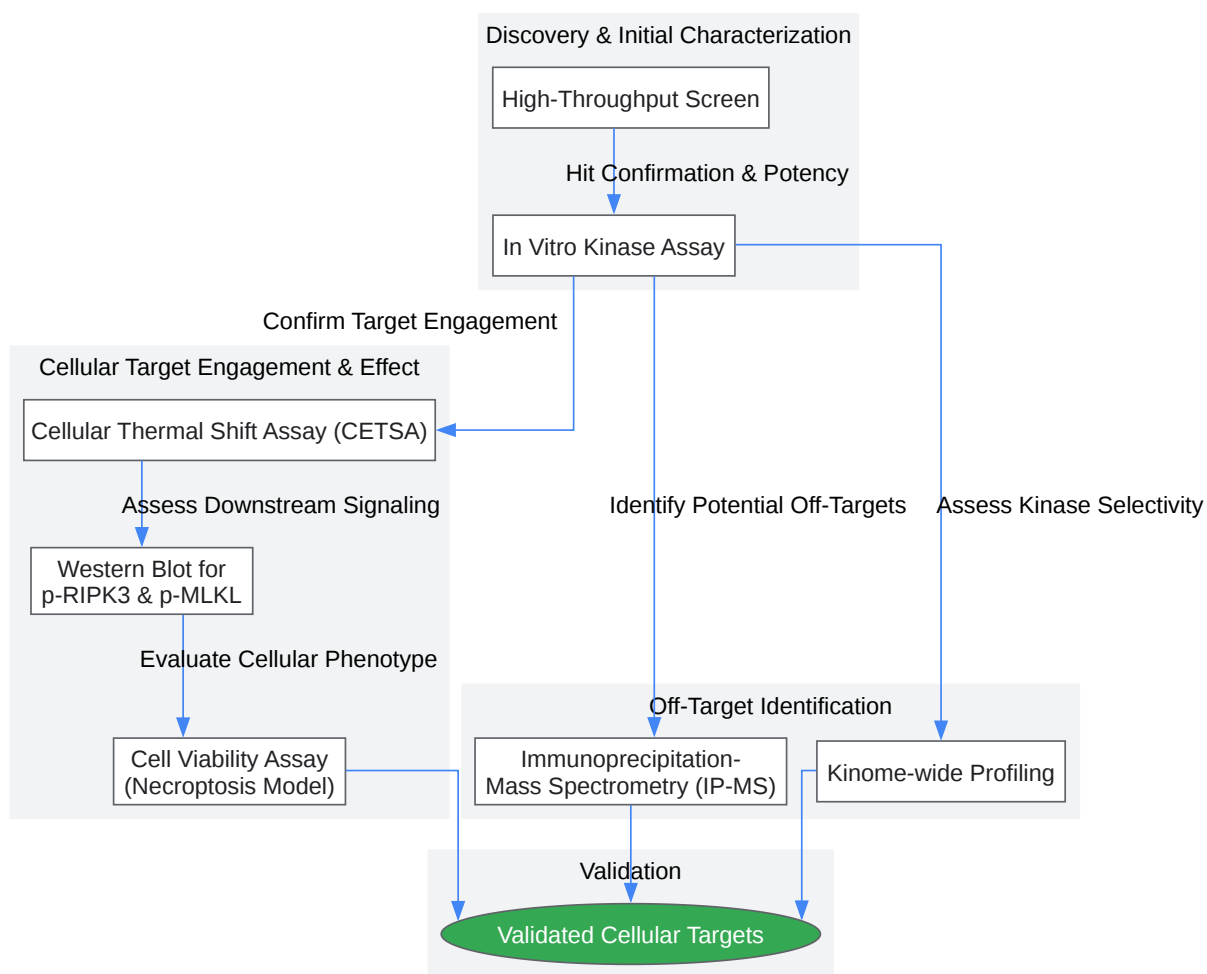 Discovery & Initial Characterization
High-Throughput Screen
Hit Confirmation & Potency
In Vitro Kinase Assay
Confirm Target Engagement
Cellular Target Engagement & Effect
Cellular Thermal Shift Assay (CETSA)
Assess Downstream Signaling
Identify Potential Off-Targets
Assess Kinase Selectivity
Western Blot for
p-RIPK3 & p-MLKL
Evaluate Cellular Phenotype
Off-Target Identification
Cell Viability Assay
(Necroptosis Model)
Immunoprecipitation-
Mass Spectrometry (IP-MS)
Kinome-wide Profiling
Validation
Validated Cellular Targets